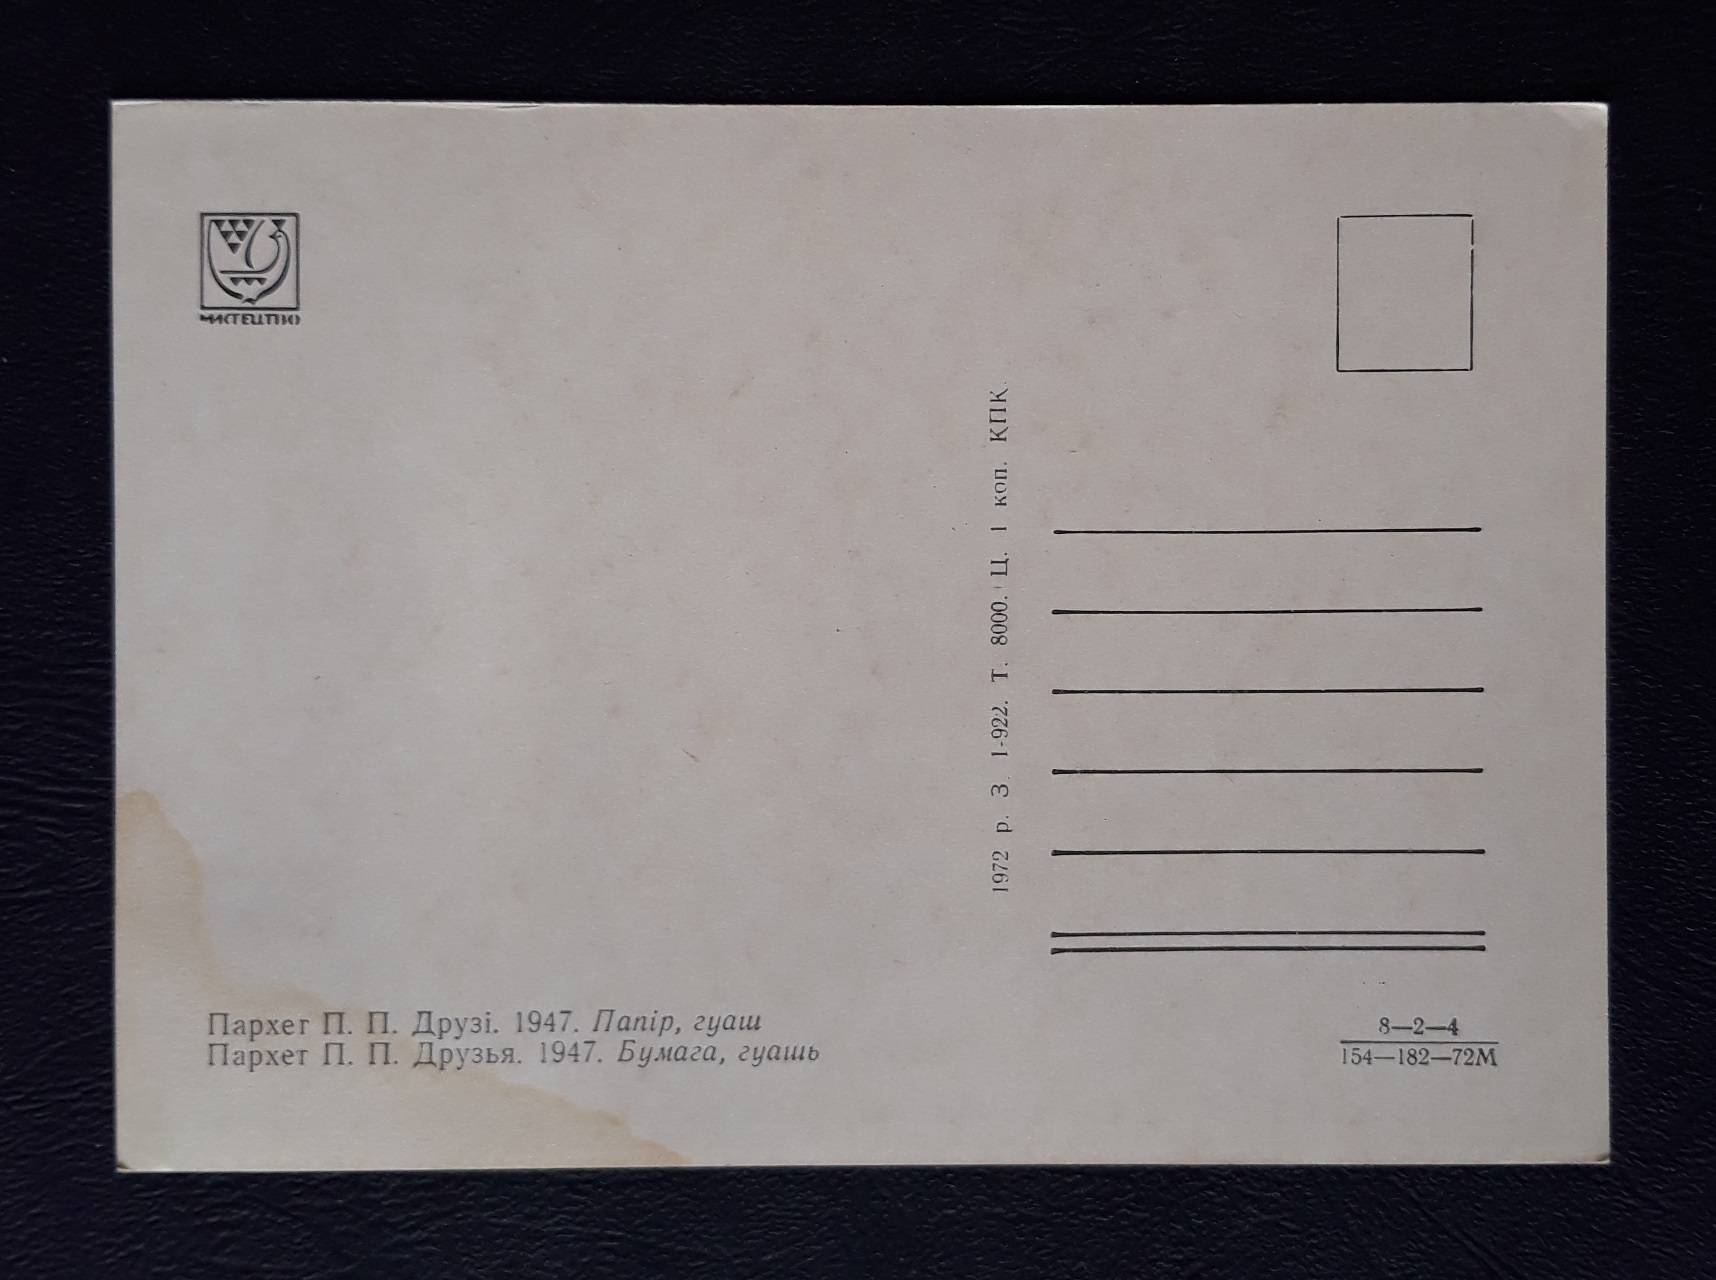 МИСТЕЦТВО
1972 р. З. 1-922. Т. 8000. Ц. 1 коп. КПК.
Пархет П. П. Друзі. 1947. Папір, гуаш
Пархет П. П. Друзья. 1947. Бумага, гуашь
8—2—4
154—182—72М